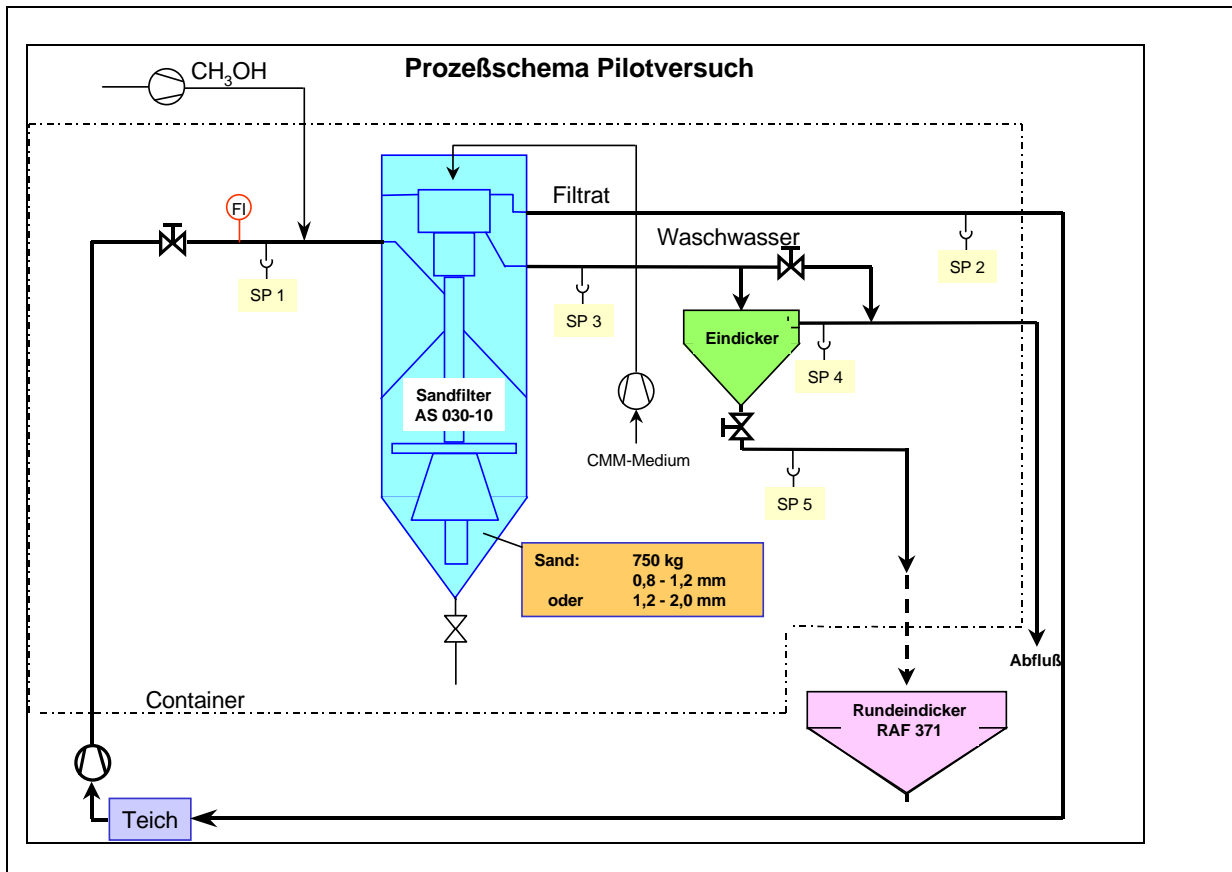 Prozeßschema Pilotversuch
CH3OH
Filtrat
FI
Waschwasser
SP 1
SP 2
SP 3
Eindicker
SP 4
Sandfilter
AS 030-10
CMM-Medium
SP 5
Sand: 750 kg
0,8 - 1,2 mm
oder 1,2 - 2,0 mm
Abfluß
Container
Rundeindicker
RAF 371
Teich